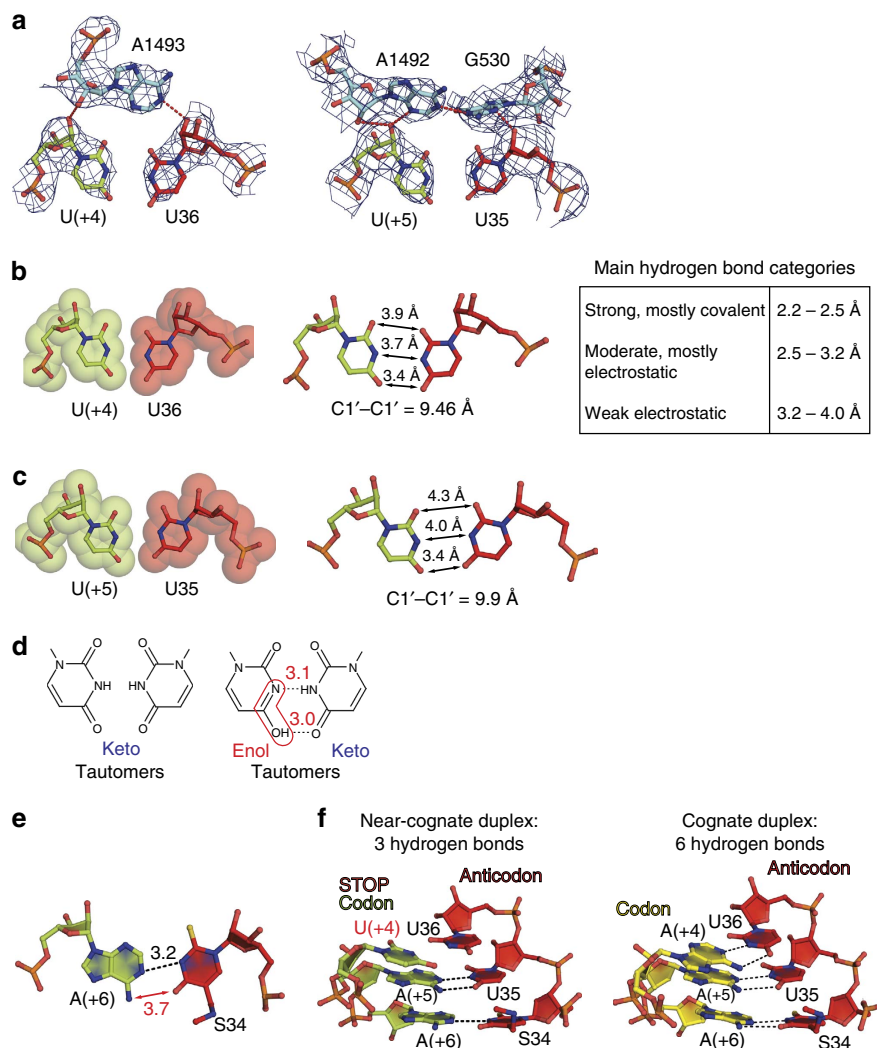 a
A1493
A1492
G530
U(+4)
U36
U(+5)
U35
b
Main hydrogen bond categories
Strong, mostly covalent
2.2 – 2.5 Å
Moderate, mostly
electrostatic
2.5 – 3.2 Å
Weak electrostatic
3.2 – 4.0 Å
3.9 Å
3.7 Å
3.4 Å
C1′–C1′ = 9.46 Å
U(+4)
U36
c
4.3 Å
4.0 Å
3.4 Å
C1′–C1′ = 9.9 Å
U(+5)
U35
d
O
O
NH
HN
O
O
Keto
Tautomers
O
O
3.1
N
HN
3.0
OH
O
Enol
Keto
Tautomers
N
N
N
N
e
3.2
A(+6)
3.7
S34
f
Near-cognate duplex:
3 hydrogen bonds
STOP
Codon
Anticodon
U(+4)
U36
A(+5)
U35
A(+6)
S34
Cognate duplex:
6 hydrogen bonds
Anticodon
Codon
U36
A(+4)
A(+5)
U35
A(+6)
S34